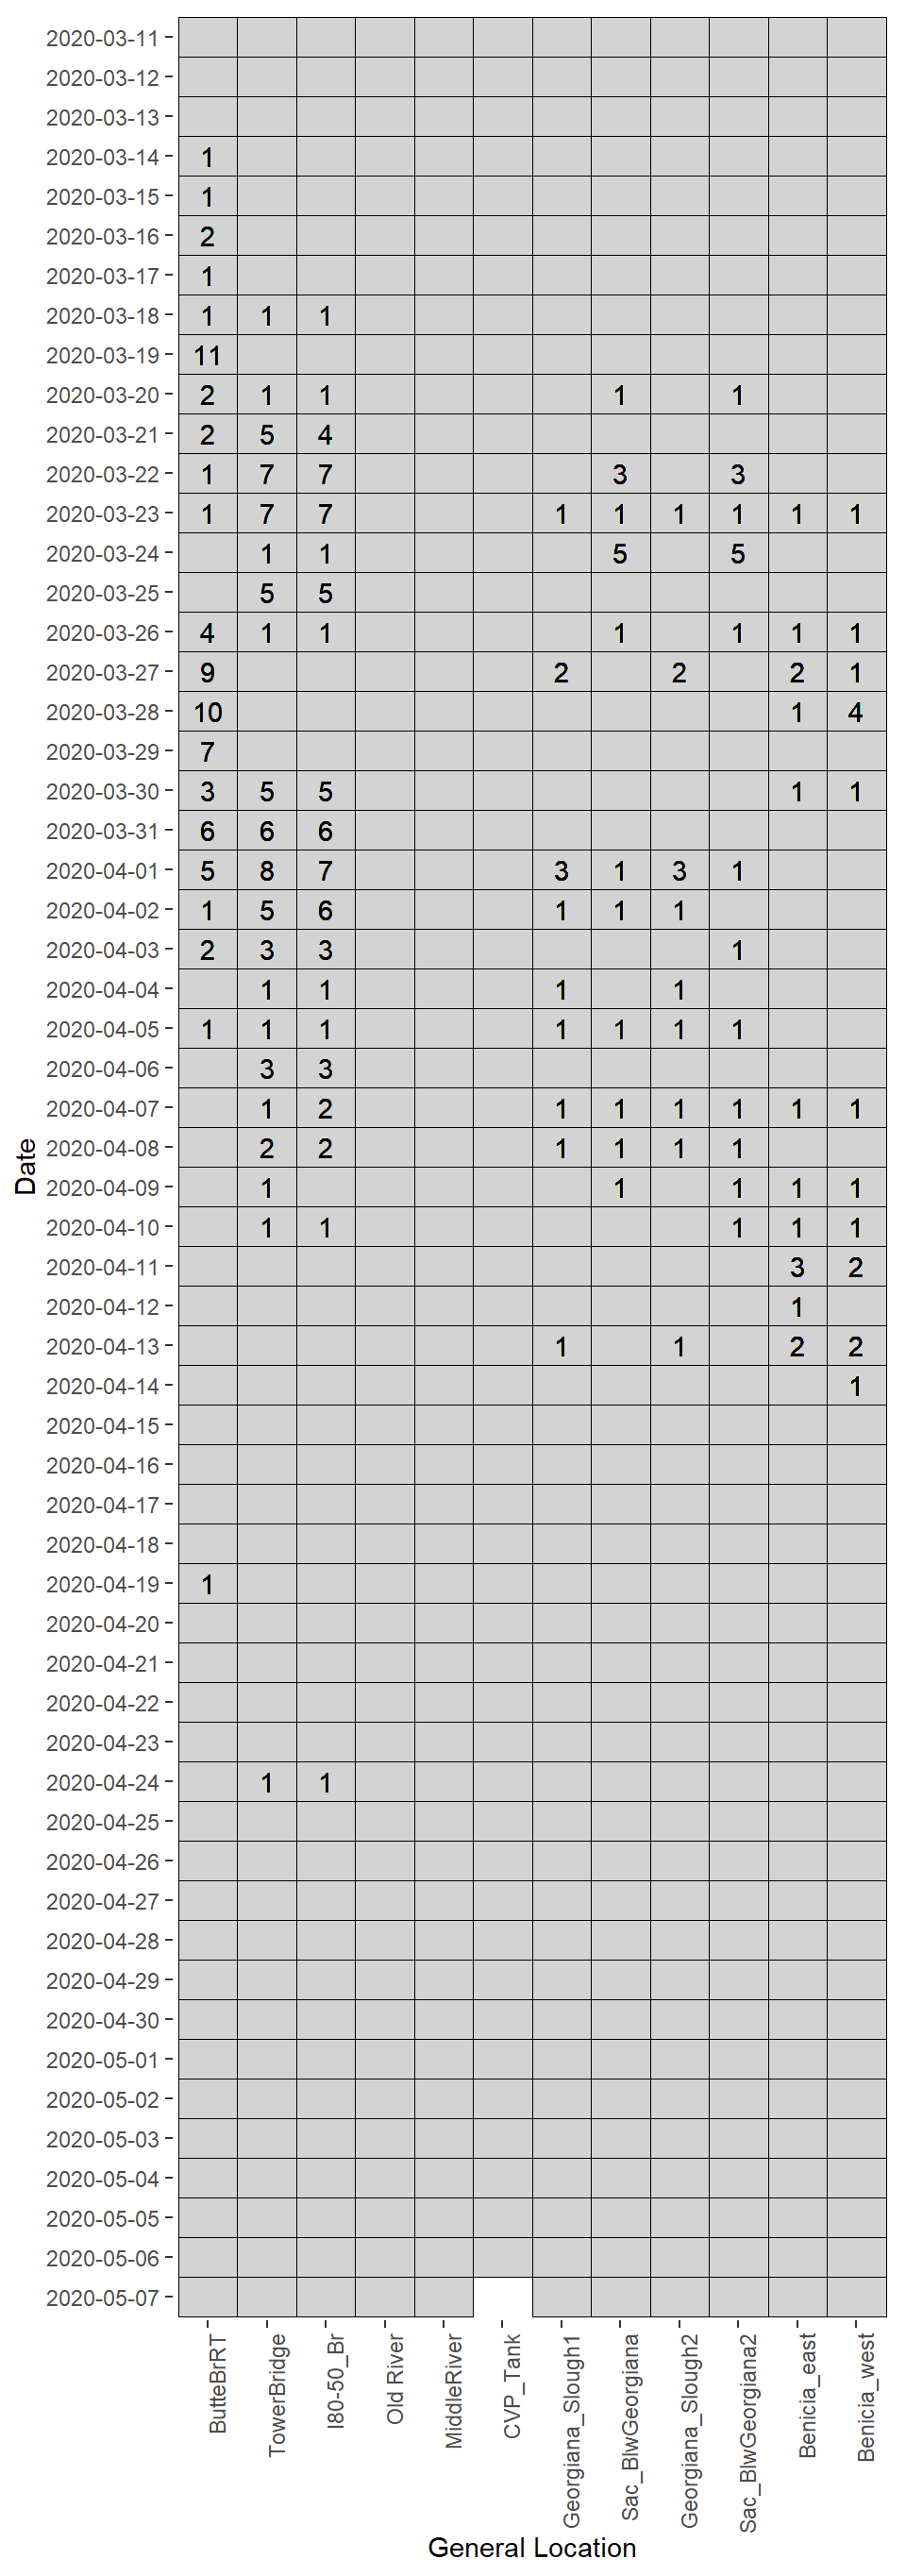 2020-03-11
2020-03-12
2020-03-13
2020-03-14 1
2020-03-15 1
2020-03-16 2
2020-03-17 1
2020-03-18 1 1 1
2020-03-19 11
2020-03-20 2 1 1 1 1
2020-03-21 2 5 4
2020-03-22 1 7 7 3 3
2020-03-23 1 7 7 1 1 1 1 1 1
2020-03-24 1 1 5 5
2020-03-25 5 5
2020-03-26 4 1 1 1 1 1 1
2020-03-27 9 2 2 2 1
2020-03-28 10 1 4
2020-03-29 7
2020-03-30 3 5 5 1 1
2020-03-31 6 6 6
2020-04-01 5 8 7 3 1 3 1
2020-04-02 1 5 6 1 1 1
2020-04-03 2 3 3 1
2020-04-04 1 1 1 1
2020-04-05 1 1 1 1 1 1 1
2020-04-06 3 3
2020-04-07 1 2 1 1 1 1 1 1
2020-04-08 2 2 1 1 1 1
2020-04-09 1 1 1 1 1
2020-04-10 1 1 1 1 1
2020-04-11 3 2
2020-04-12 1
2020-04-13 1 1 2 2
2020-04-14 1
2020-04-15
2020-04-16
2020-04-17
2020-04-18
2020-04-19 1
2020-04-20
2020-04-21
2020-04-22
2020-04-23
2020-04-24 1 1
2020-04-25
2020-04-26
2020-04-27
2020-04-28
2020-04-29
2020-04-30
2020-05-01
2020-05-02
2020-05-03
2020-05-04
2020-05-05
2020-05-06
2020-05-07
Date
ButteBrRT
TowerBridge
I80-50_Br
Old River
MiddleRiver
CVP_Tank
Georgiana_Slough1
Sac_BlwGeorgiana
Georgiana_Slough2
Sac_BlwGeorgiana2
Benicia_east
Benicia_west
General Location